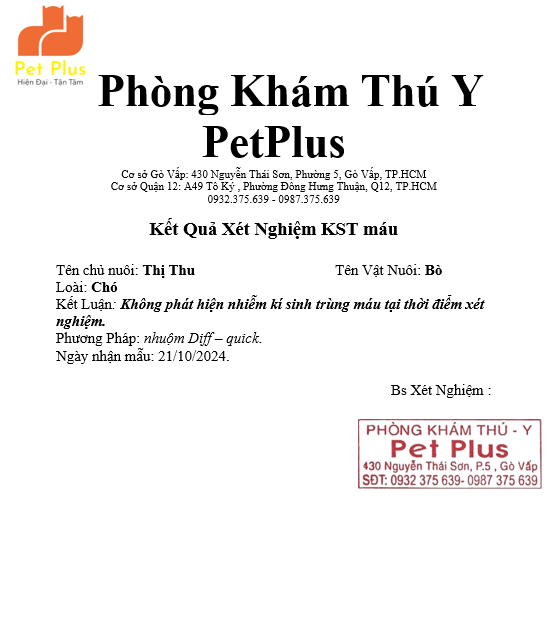 Pet Plus
Hiện Đại - Tận Tâm
Phòng Khám Thú Y
PetPlus
Cơ sở Gò Vấp: 430 Nguyễn Thái Sơn, Phường 5, Gò Vấp, TP.HCM
Cơ sở Quận 12: A49 Tô Ký , Phường Đông Hưng Thuận, Q12, TP.HCM
0932.375.639 - 0987.375.639
Kết Quả Xét Nghiệm KST máu
Tên chủ nuôi: Thị Thu Tên Vật Nuôi: Bò
Loài: Chó
Kết Luận: Không phát hiện nhiễm kí sinh trùng máu tại thời điểm xét
nghiệm.
Phương Pháp: nhuộm Diff – quick.
Ngày nhận mẫu: 21/10/2024.
Bs Xét Nghiệm :
PHÒNG KHÁM THÚ - Y
Pet Plus
430 Nguyễn Thái Sơn, P.5 , Gò Vấp
SĐT: 0932 375 639- 0987 375 639